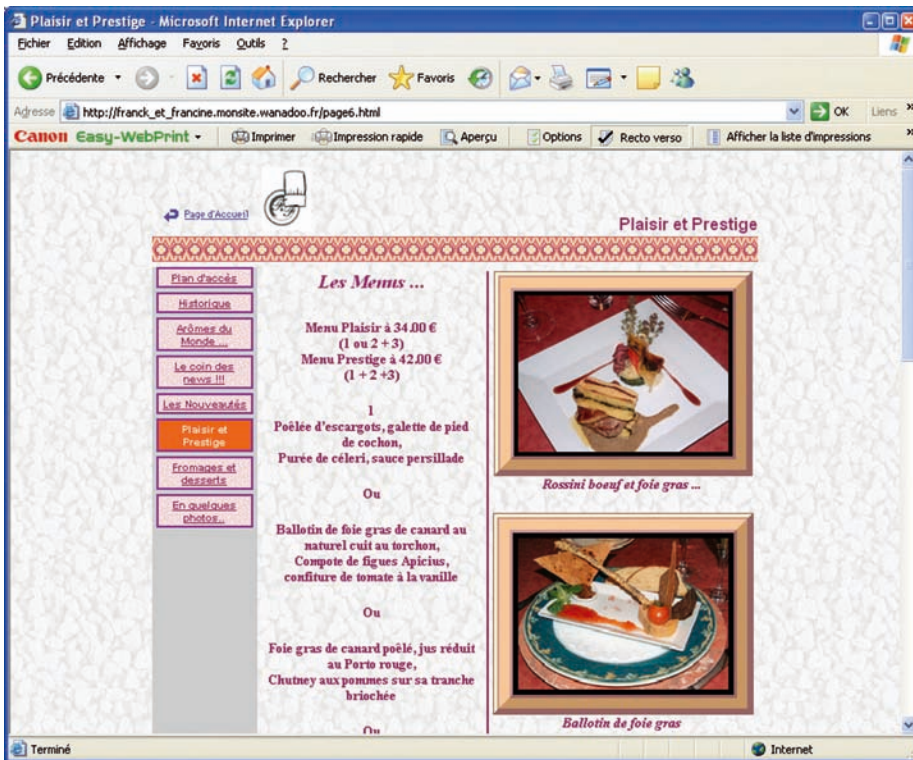 Plaisir et Prestige - Microsoft Internet Explorer
Fichier Edition Affichage Favoris Outils ?
Précédente Rechercher Favoris
Adresse http://franck_et_francine.monsite.wanadoo.fr/page6.html OK Liens »
Canon Easy-WebPrint Imprimer Impression rapide Aperçu Options Recto verso Afficher la liste d'impressions »
Page d'Accueil
Plaisir et Prestige
Plan d'accès
Historique
Arômes du
Monde ...
Le coin des
news !!!
Les Nouveautés
Plaisir et
Prestige
Fromages et
desserts
En quelques
photos..
Les Menus ...
Menu Plaisir à 34.00 €
(1 ou 2 + 3)
Menu Prestige à 42.00 €
(1 + 2 +3)
1
Poêlée d'escargots, galette de pied
de cochon,
Purée de céleri, sauce persillade
Ou
Ballotin de foie gras de canard au
naturel cuit au torchon,
Compote de figues Apicius,
confiture de tomate à la vanille
Ou
Foie gras de canard poêlé, jus réduit
au Porto rouge,
Chutney aux pommes sur sa tranche
briochée
Ou
Rossini boeuf et foie gras ...
Ballotin de foie gras
Terminé
Internet